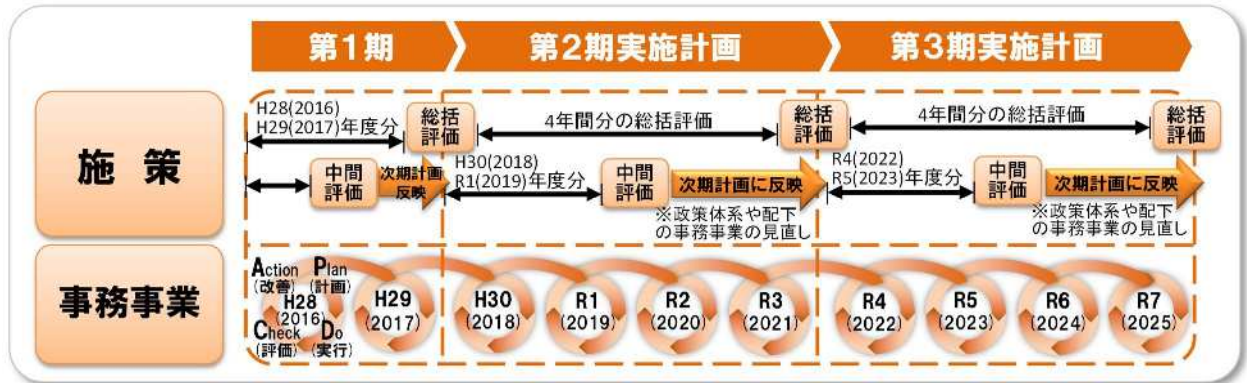 第1期
第2期実施計画
第3期実施計画
施 策
H28(2016)
H29(2017)年度分
総括
評価
4年間分の総括評価
総括
評価
4年間分の総括評価
総括
評価
中間
評価
次期計画
反映
H30(2018)
R1(2019)年度分
中間
評価
次期計画に反映
※政策体系や配下
の事務事業の見直し
R4(2022)
R5(2023)年度分
中間
評価
次期計画に反映
※政策体系や配下
の事務事業の見直し
事務事業
Action
(改善)
Plan
(計画)
H28
(2016)
Check
(評価)
Do
(実行)
H29
(2017)
H30
(2018)
R1
(2019)
R2
(2020)
R3
(2021)
R4
(2022)
R5
(2023)
R6
(2024)
R7
(2025)